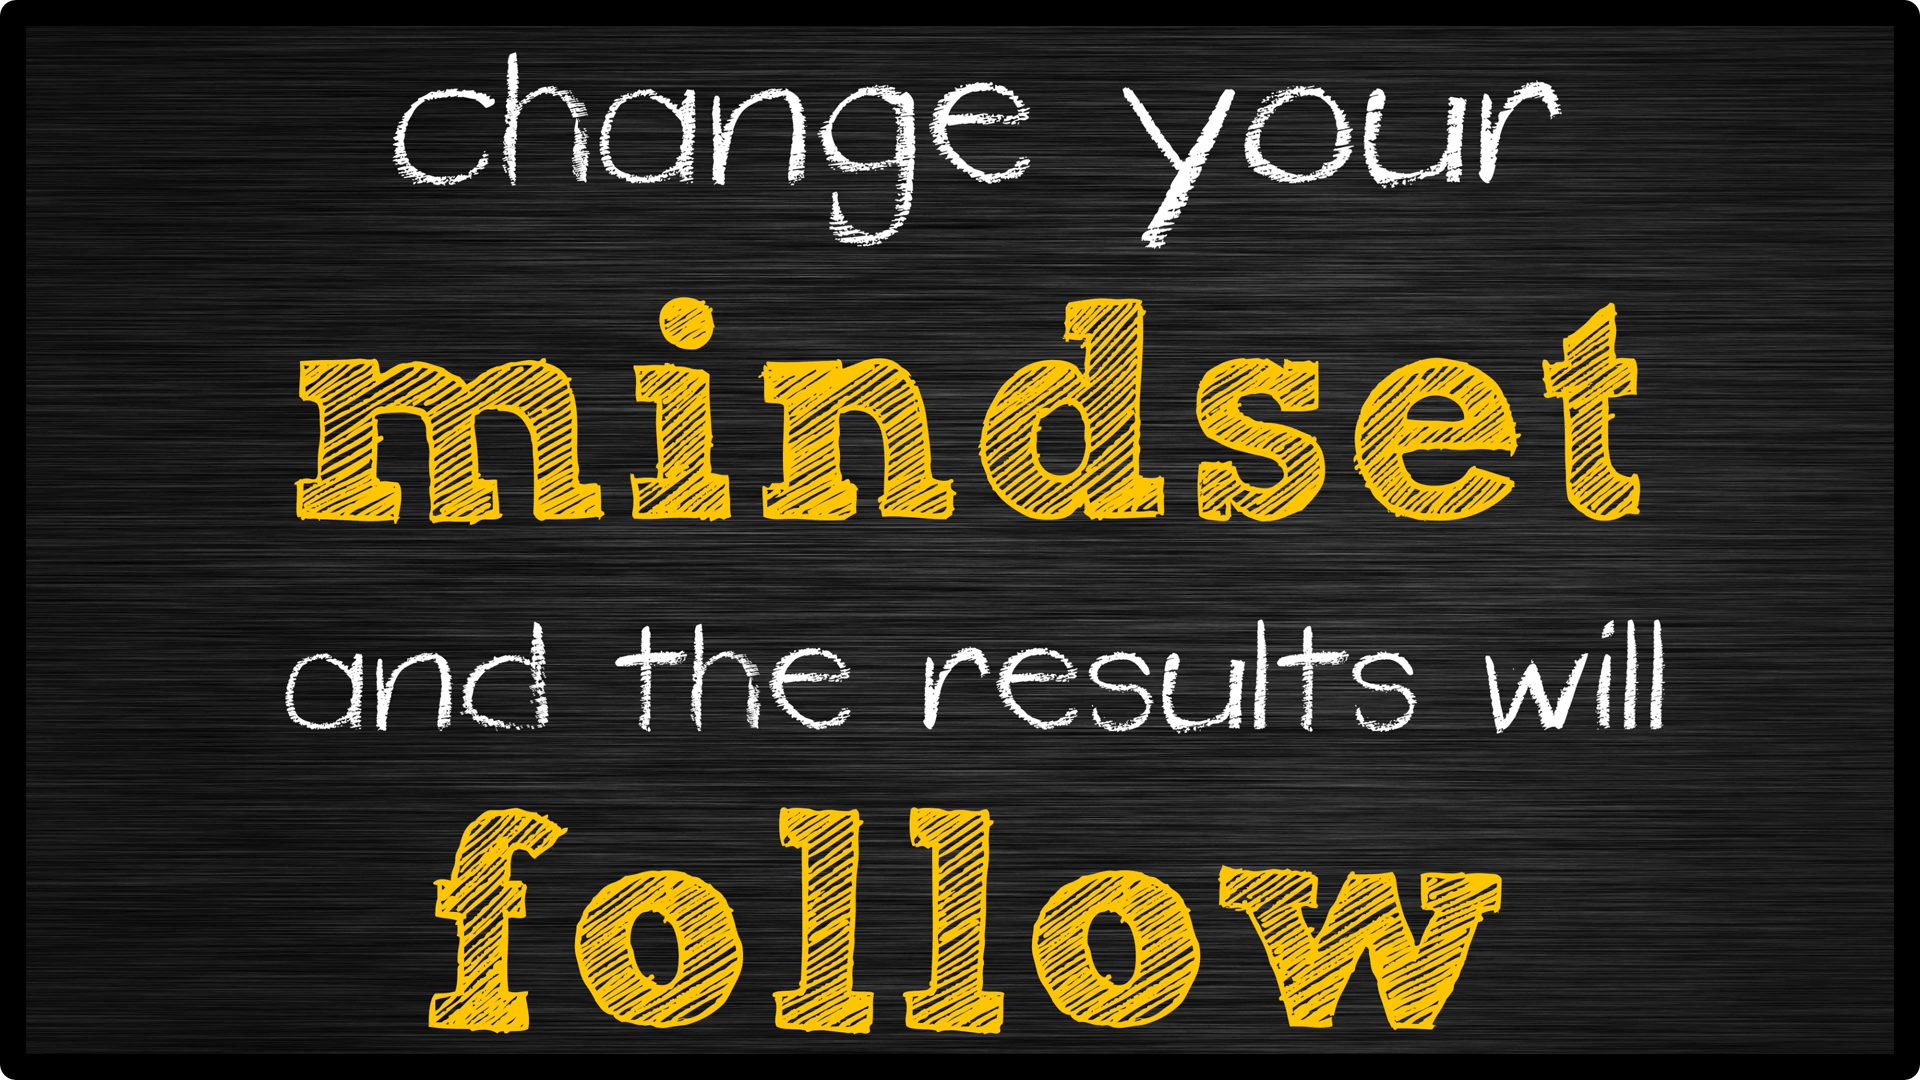 change your
mindset
and the results will
follow